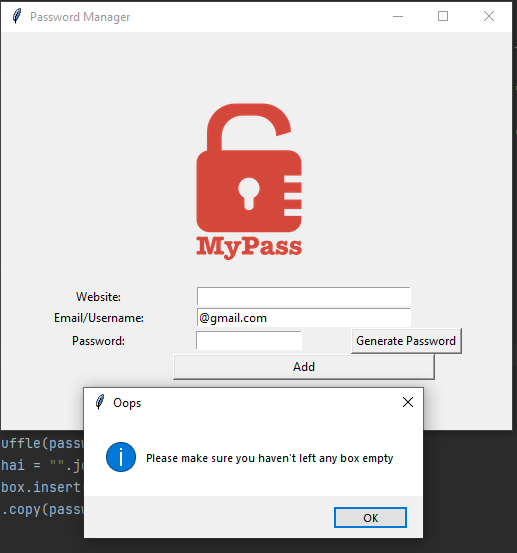 Password Manager
MyPass
Website:
Email/Username:
@gmail.com
Password:
Generate Password
Add
Oops
Please make sure you haven't left any box empty
OK
uffle(passw
hai = "".jo
box.insert(
.copy(passw